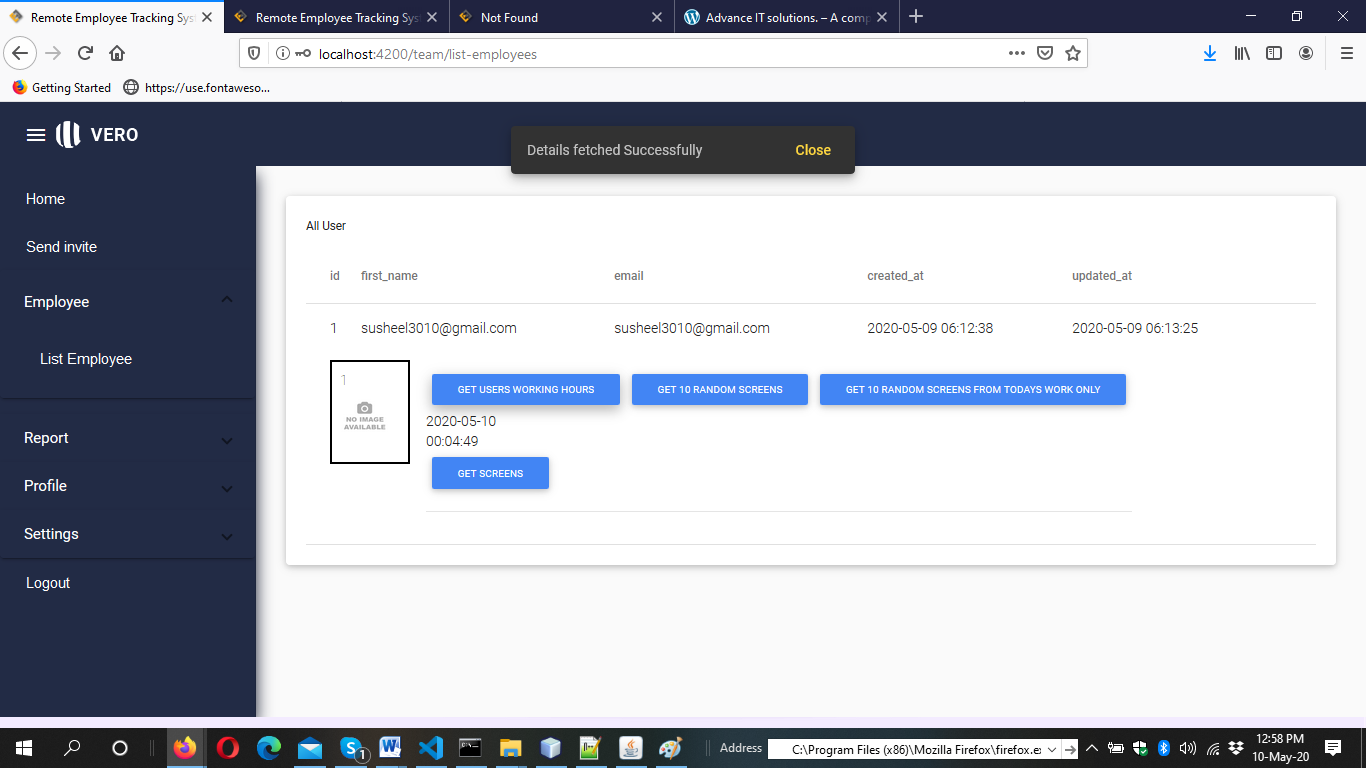 Remote Employee Tracking Sys
Remote Employee Tracking Sys
Not Found
Advance IT solutions. – A comp
localhost:4200/team/list-employees
Getting Started
https://use.fontaweso...
VERO
Details fetched Successfully Close
Home
Send invite
Employee
List Employee
Report
Profile
Settings
Logout
All User
id first_name email created_at updated_at
1 susheel3010@gmail.com susheel3010@gmail.com 2020-05-09 06:12:38 2020-05-09 06:13:25
1
NO IMAGE
AVAILABLE
GET USERS WORKING HOURS GET 10 RANDOM SCREENS GET 10 RANDOM SCREENS FROM TODAYS WORK ONLY
2020-05-10
00:04:49
GET SCREENS
1
Address C:\Program Files (x86)\Mozilla Firefox\firefox.ex
12:58 PM
10-May-20